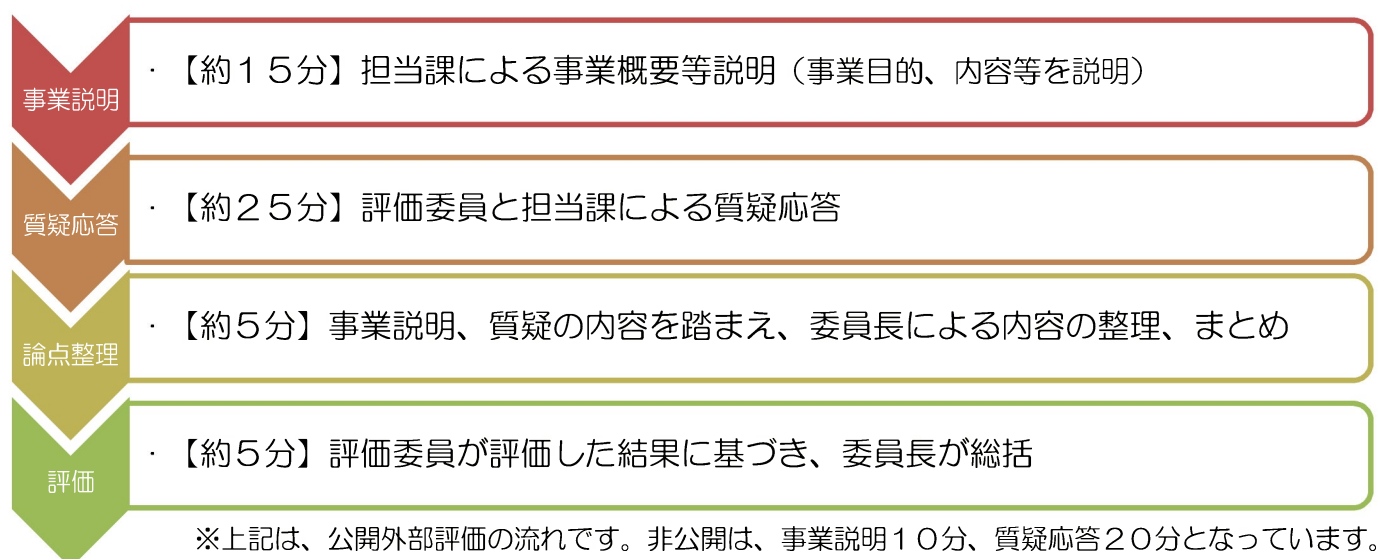 事業説明
・【約１５分】担当課による事業概要等説明（事業目的、内容等を説明）
質疑応答
・【約２５分】評価委員と担当課による質疑応答
論点整理
・【約５分】事業説明、質疑の内容を踏まえ、委員長による内容の整理、まとめ
評価
・【約５分】評価委員が評価した結果に基づき、委員長が総括
※上記は、公開外部評価の流れです。非公開は、事業説明１０分、質疑応答２０分となっています。